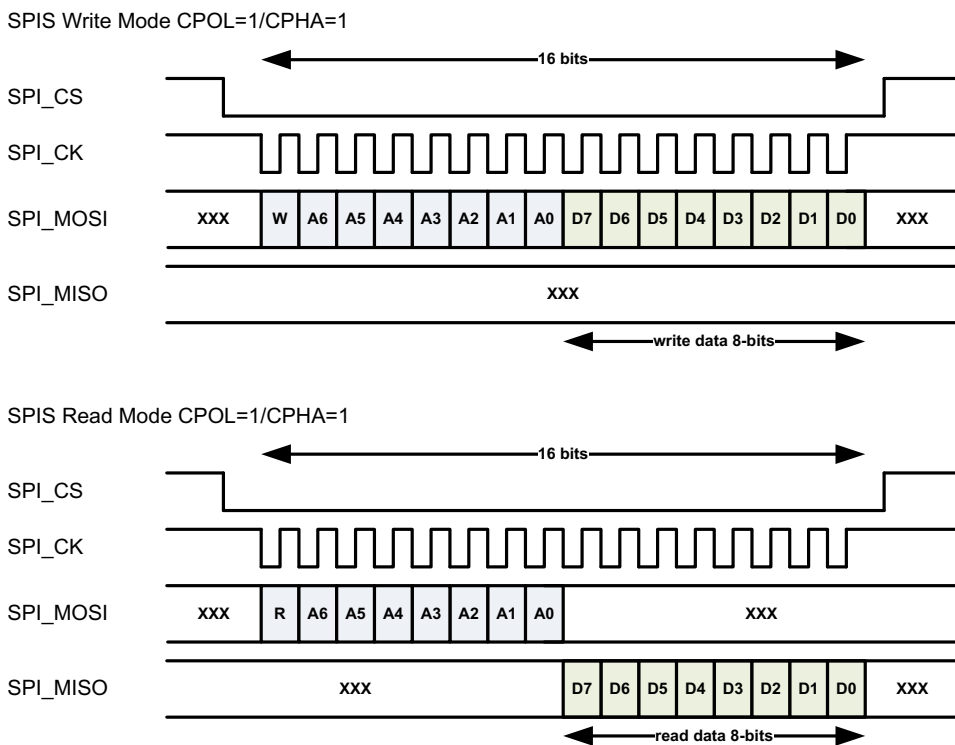 SPIS Write Mode CPOL=1/CPHA=1
16 bits
SPI_CS
SPI_CK
SPI_MOSI XXX W A6 A5 A4 A3 A2 A1 A0 D7 D6 D5 D4 D3 D2 D1 D0 XXX
SPI_MISO XXX
write data 8-bits
SPIS Read Mode CPOL=1/CPHA=1
16 bits
SPI_CS
SPI_CK
SPI_MOSI XXX R A6 A5 A4 A3 A2 A1 A0 XXX
SPI_MISO XXX D7 D6 D5 D4 D3 D2 D1 D0 XXX
read data 8-bits